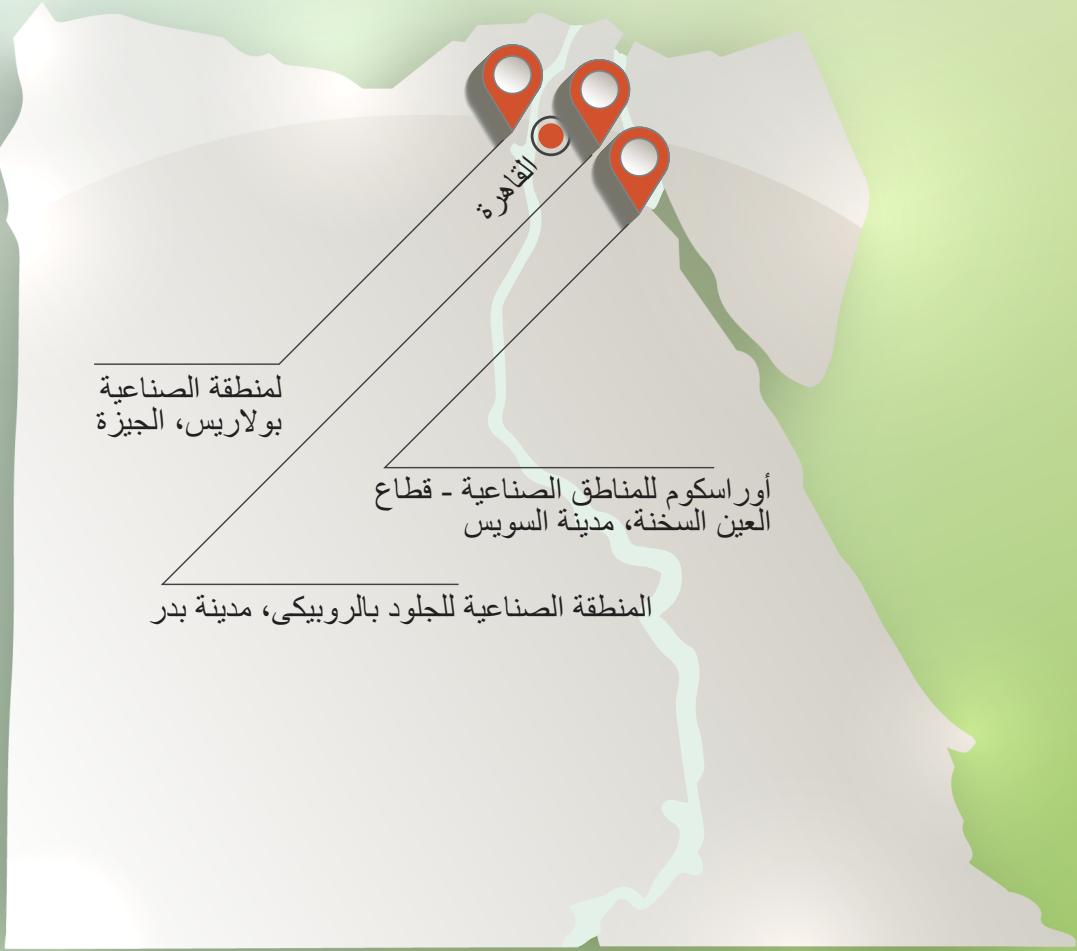 القاهرة
لمنطقة الصناعية
بولاريس، الجيزة
أوراسكوم للمناطق الصناعية - قطاع
العين السخنة، مدينة السويس
المنطقة الصناعية للجلود بالروبيكى، مدينة بدر